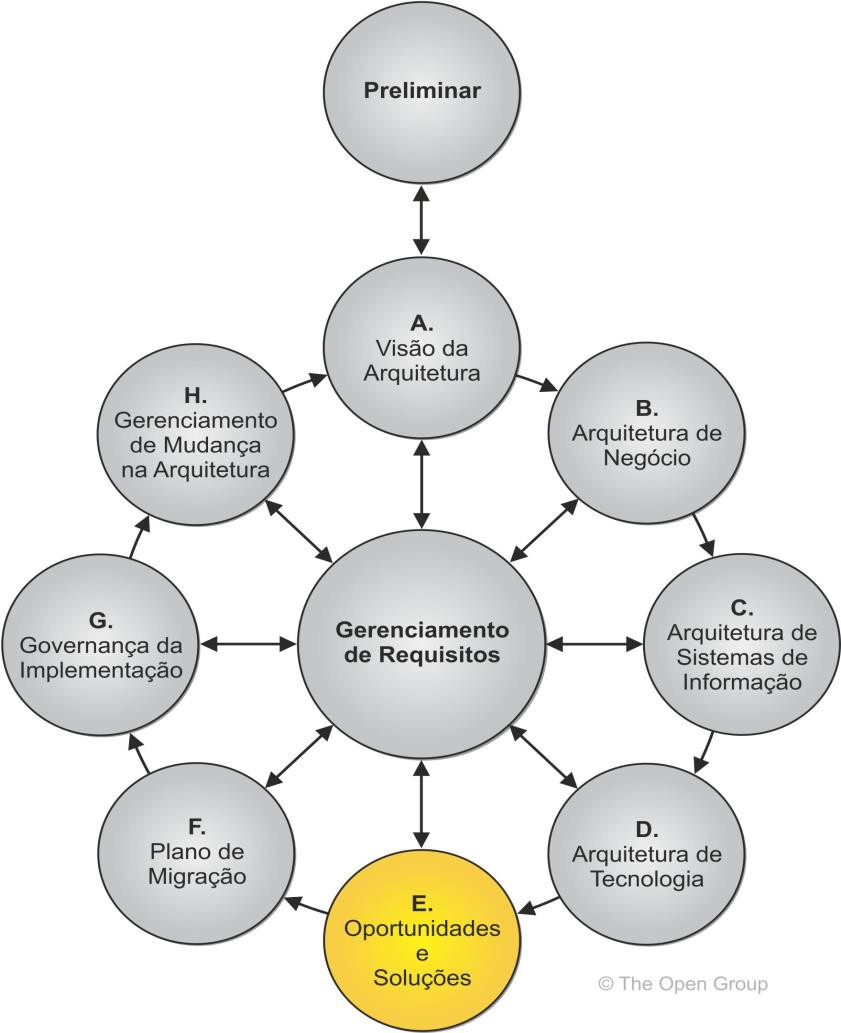 Preliminar
A.
Visão da
Arquitetura
B.
Arquitetura de
Negócio
C.
Arquitetura de
Sistemas de
Informação
D.
Arquitetura de
Tecnologia
E.
Oportunidades
e
Soluções
F.
Plano de
Migração
G.
Governança da
Implementação
H.
Gerenciamento
de Mudança
na Arquitetura
Gerenciamento
de Requisitos
© The Open Group